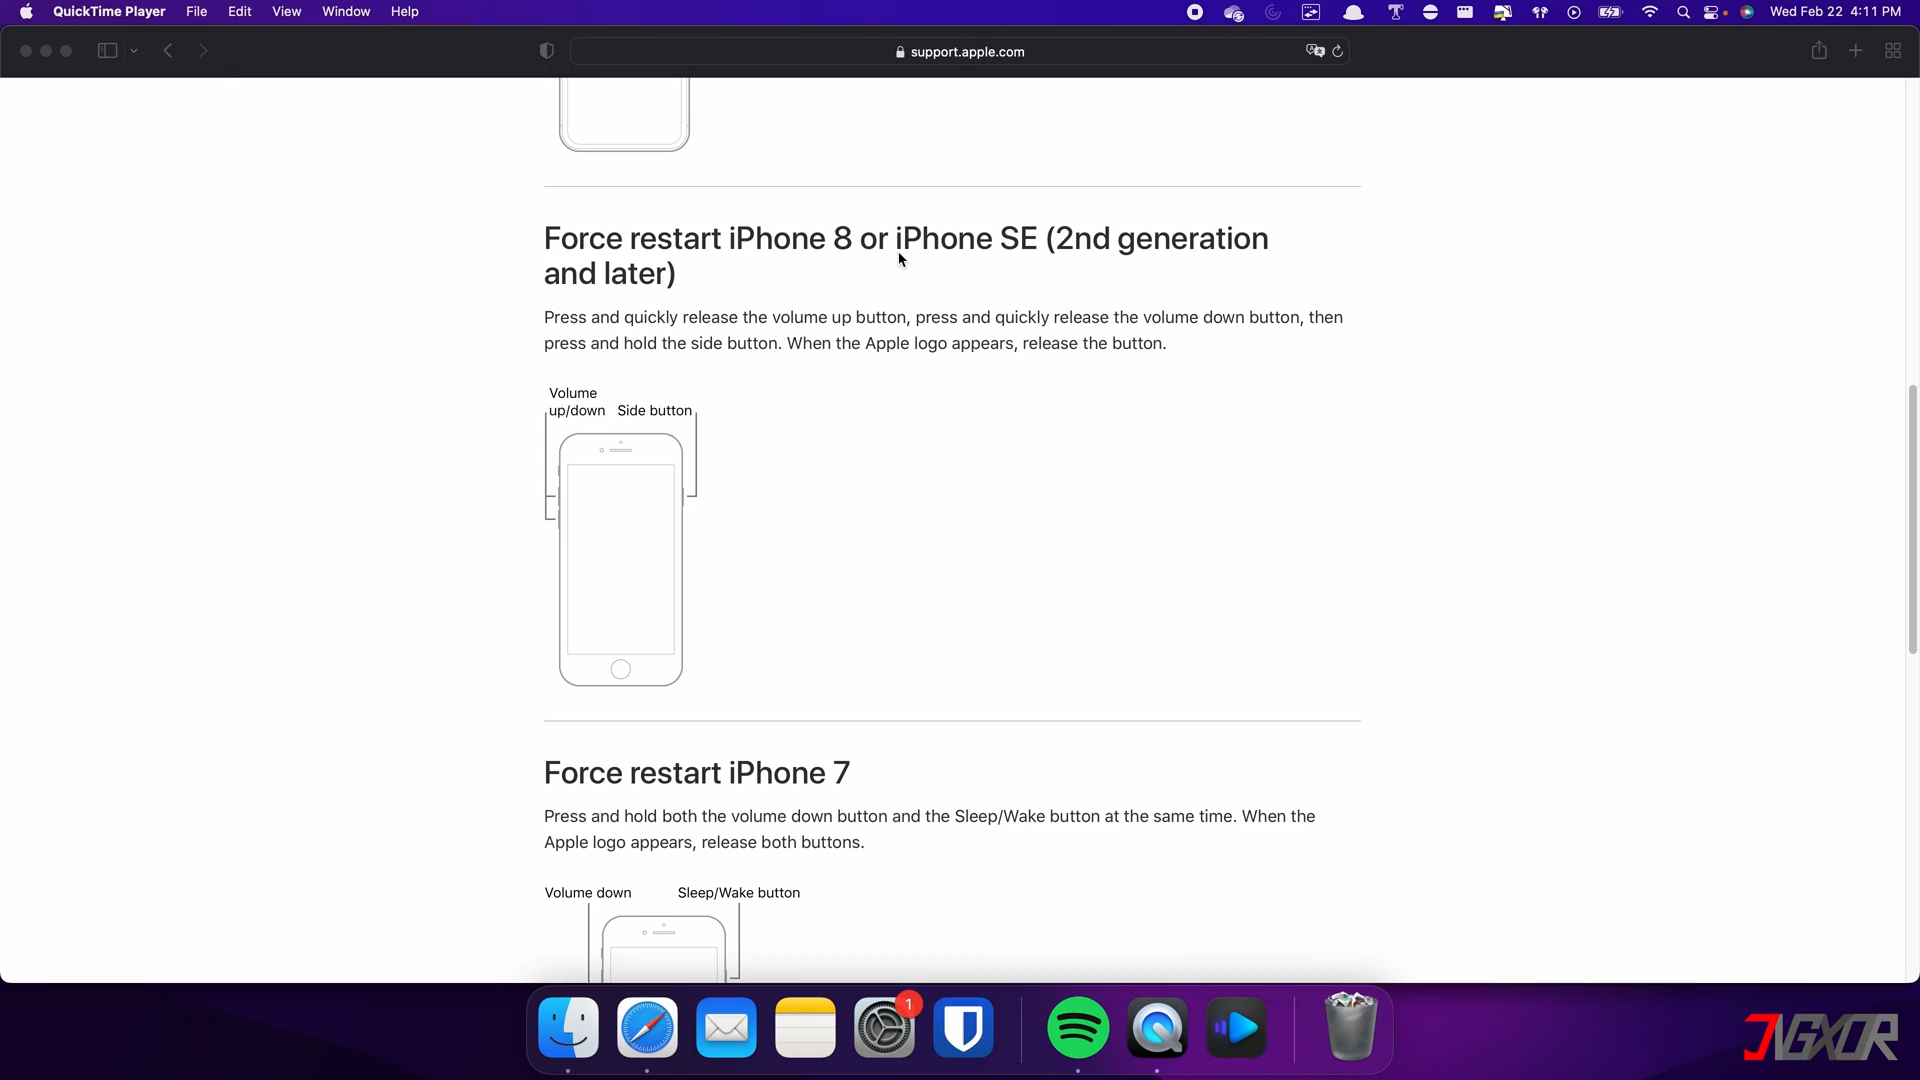 QuickTime Player File Edit View Window Help Wed Feb 22 4:11 PM
support.apple.com
Force restart iPhone 8 or iPhone SE (2nd generation
and later)
Press and quickly release the volume up button, press and quickly release the volume down button, then
press and hold the side button. When the Apple logo appears, release the button.
Volume
up/down Side button
Force restart iPhone 7
Press and hold both the volume down button and the Sleep/Wake button at the same time. When the
Apple logo appears, release both buttons.
Volume down Sleep/Wake button
1
JVGXOR